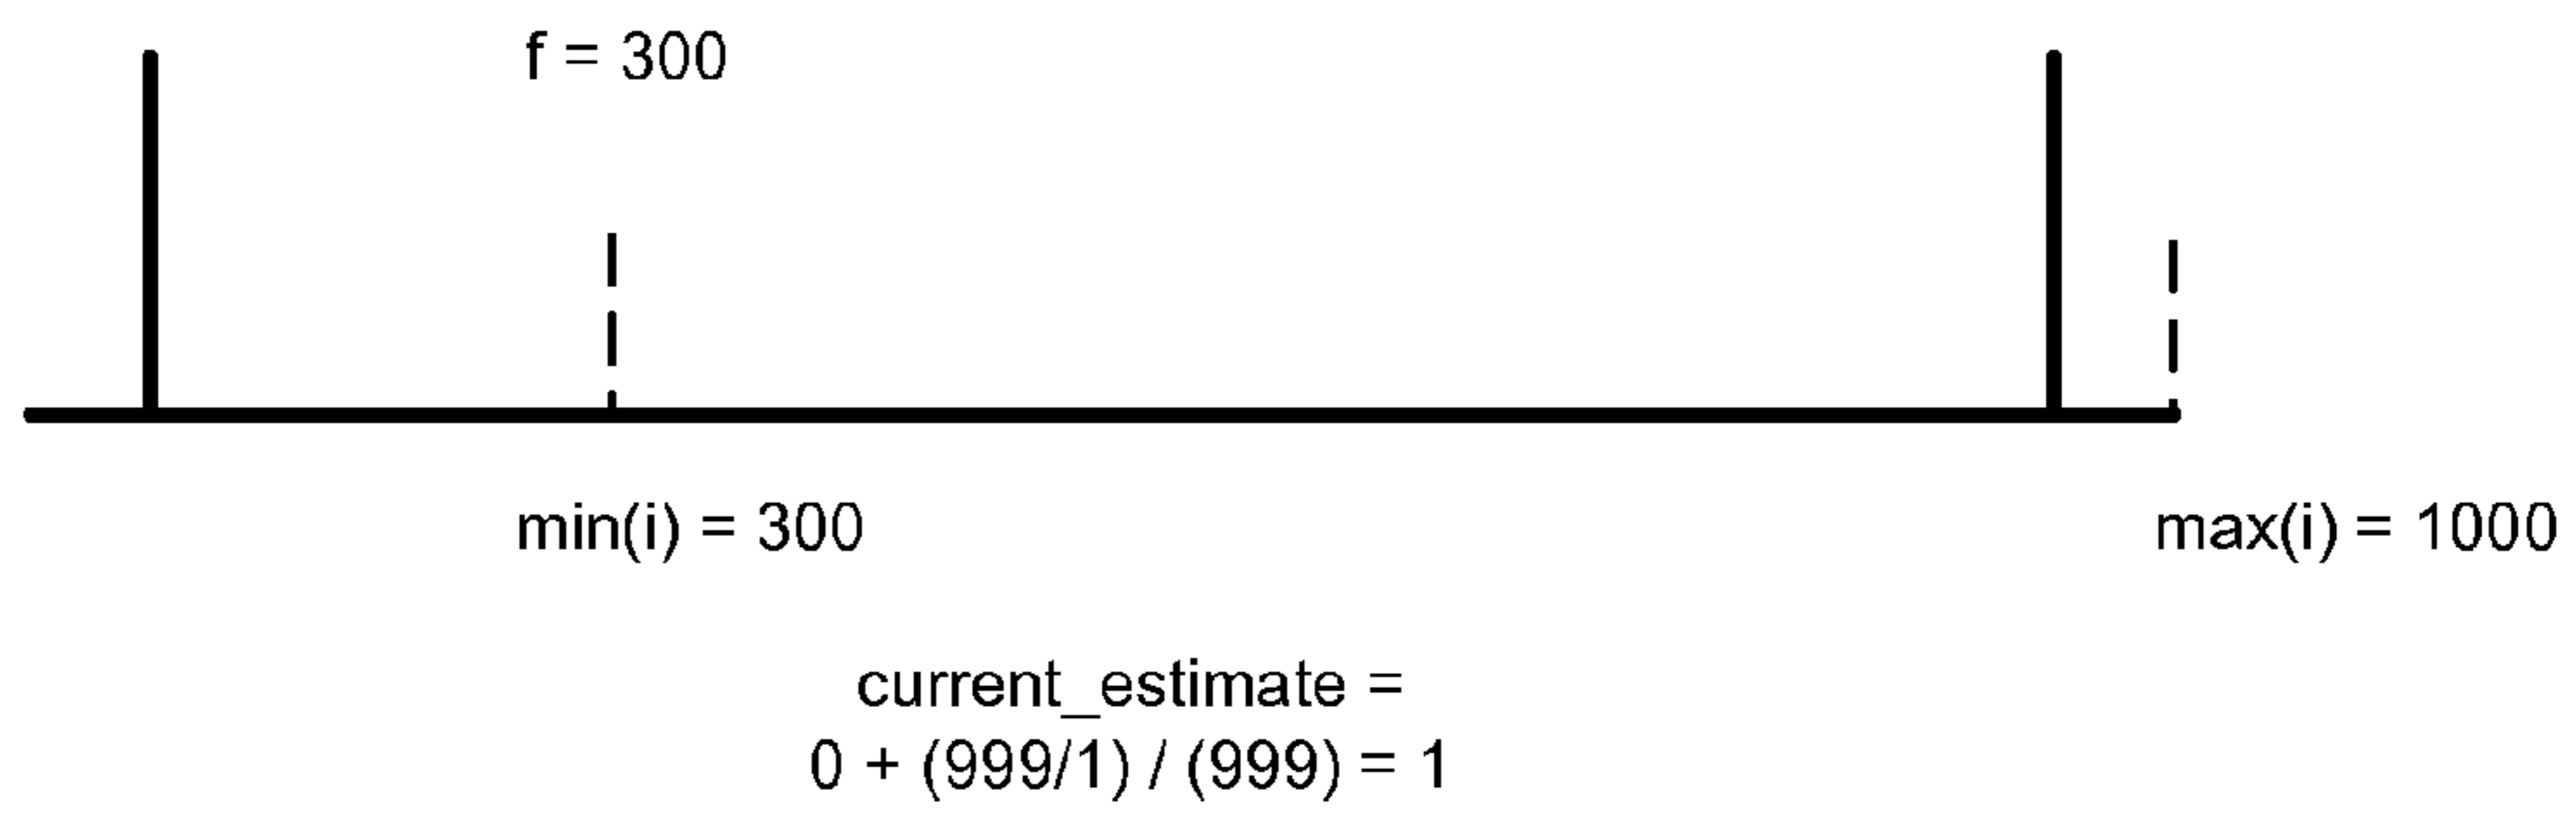 f = 300
min(i) = 300
max(i) = 1000
current_estimate =
0 + (999/1) / (999) = 1